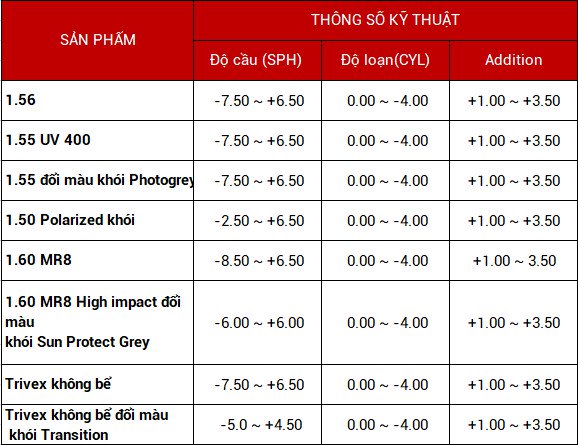 SẢN PHẨM
THÔNG SỐ KỸ THUẬT
Độ cầu (SPH) Độ loạn(CYL) Addition
1.56 -7.50 ~ +6.50 0.00 ~ -4.00 +1.00 ~ +3.50
1.55 UV 400 -7.50 ~ +6.50 0.00 ~ -4.00 +1.00 ~ +3.50
1.55 đổi màu khói Photogrey -7.50 ~ +6.50 0.00 ~ -4.00 +1.00 ~ +3.50
1.50 Polarized khói -2.50 ~ +6.50 0.00 ~ -4.00 +1.00 ~ +3.50
1.60 MR8 -8.50 ~ +6.50 0.00 ~ -4.00 +1.00 ~ 3.50
1.60 MR8 High impact đổi
màu
khói Sun Protect Grey -6.00 ~ +6.00 0.00 ~ -4.00 +1.00 ~ +3.50
Trivex không bể -7.50 ~ +6.50 0.00 ~ -4.00 +1.00 ~ +3.50
Trivex không bể đổi màu
khói Transition -5.0 ~ +4.50 0.00 ~ -4.00 +1.00 ~ +3.50